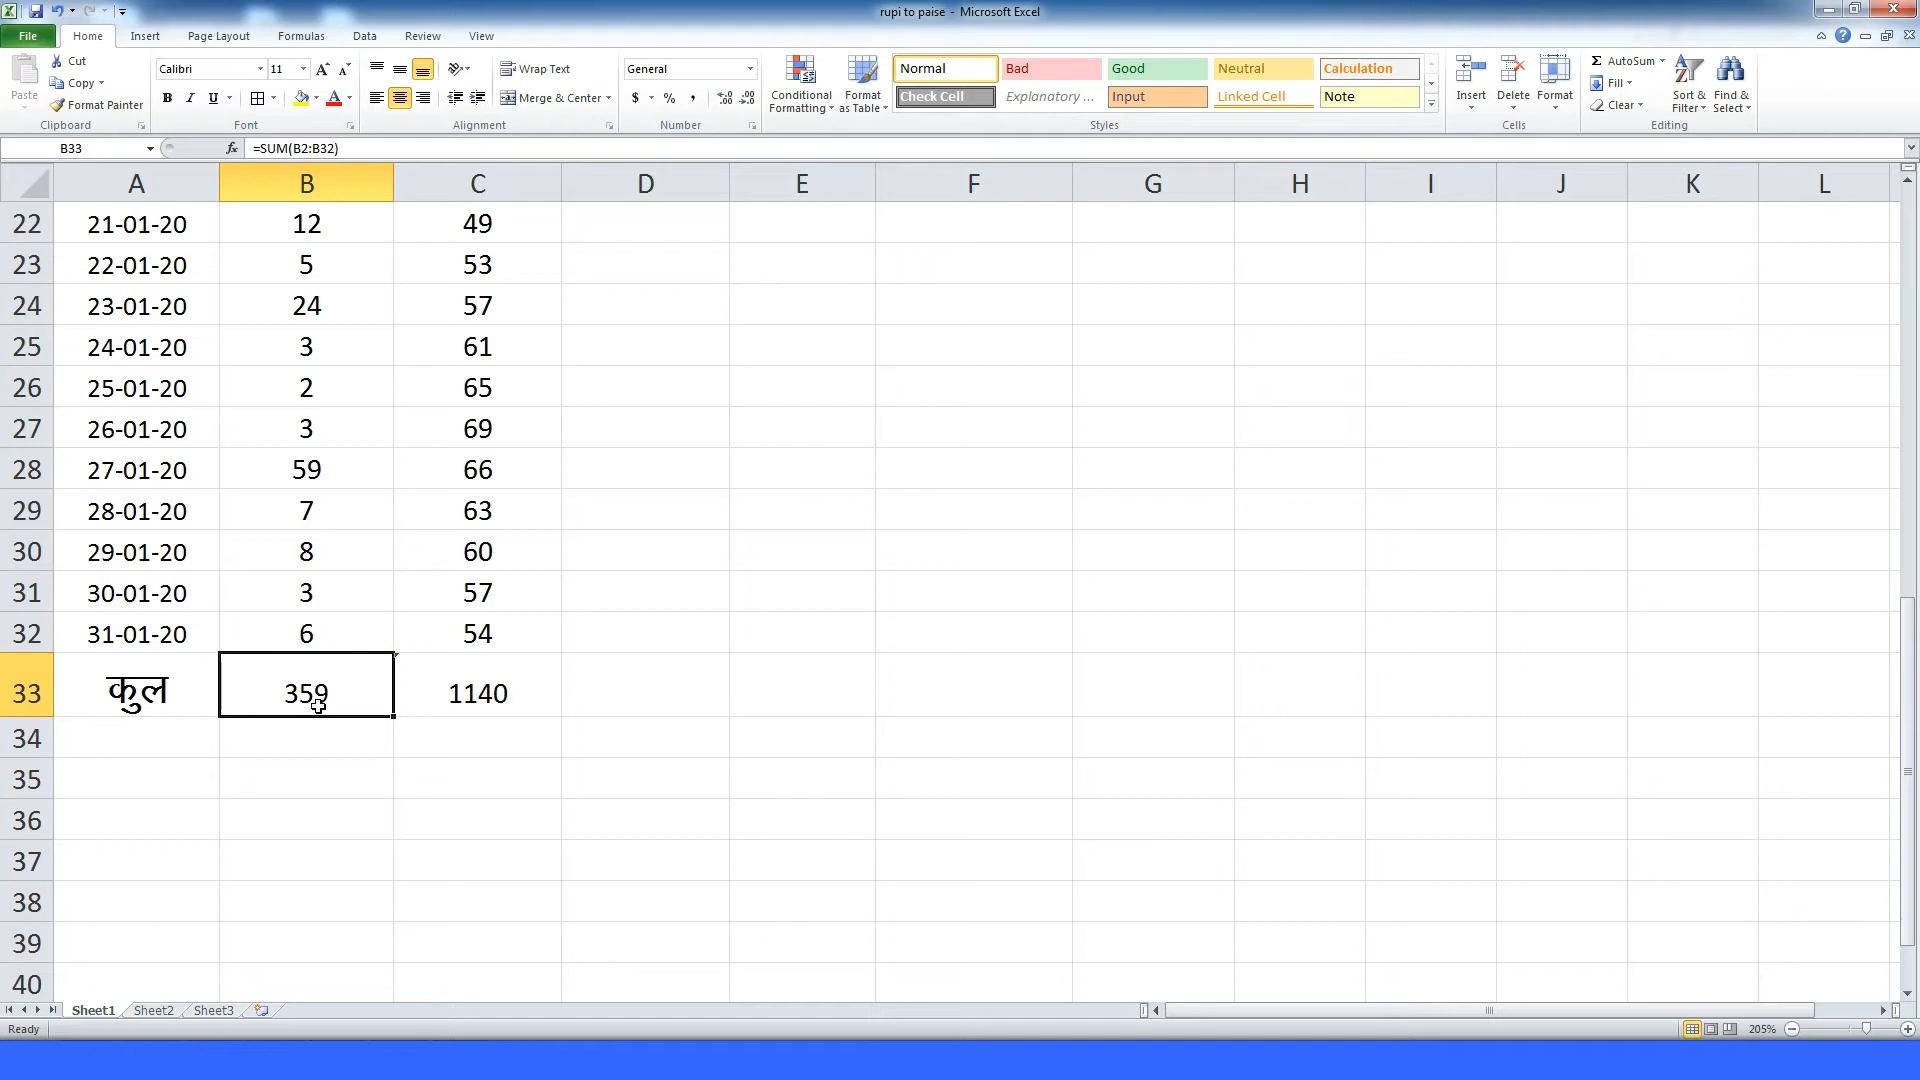 rupi to paise - Microsoft Excel
File Home Insert Page Layout Formulas Data Review View
Paste
Cut
Copy
Format Painter
Clipboard
Calibri 11
B I U
Font
Wrap Text
Merge & Center
Alignment
General
$ % ,
Number
Conditional Formatting
Format as Table
Normal Bad Good Neutral Calculation
Check Cell Explanatory ... Input Linked Cell Note
Styles
Insert Delete Format
Cells
Σ AutoSum
Fill
Clear
Sort & Filter
Find & Select
Editing
B33 fx =SUM(B2:B32)
A B C D E F G H I J K L
22 21-01-20 12 49
23 22-01-20 5 53
24 23-01-20 24 57
25 24-01-20 3 61
26 25-01-20 2 65
27 26-01-20 3 69
28 27-01-20 59 66
29 28-01-20 7 63
30 29-01-20 8 60
31 30-01-20 3 57
32 31-01-20 6 54
33 कुल 359 1140
34
35
36
37
38
39
40
Sheet1 Sheet2 Sheet3
Ready 205%